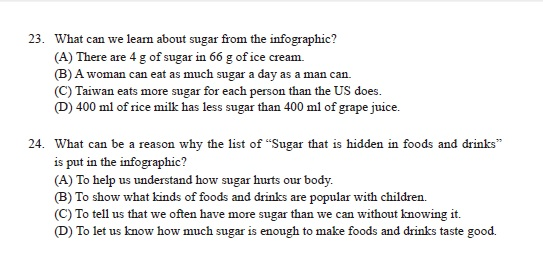 23. What can we learn about sugar from the infographic?
(A) There are 4 g of sugar in 66 g of ice cream.
(B) A woman can eat as much sugar a day as a man can.
(C) Taiwan eats more sugar for each person than the US does.
(D) 400 ml of rice milk has less sugar than 400 ml of grape juice.
24. What can be a reason why the list of “Sugar that is hidden in foods and drinks”
is put in the infographic?
(A) To help us understand how sugar hurts our body.
(B) To show what kinds of foods and drinks are popular with children.
(C) To tell us that we often have more sugar than we can without knowing it.
(D) To let us know how much sugar is enough to make foods and drinks taste good.